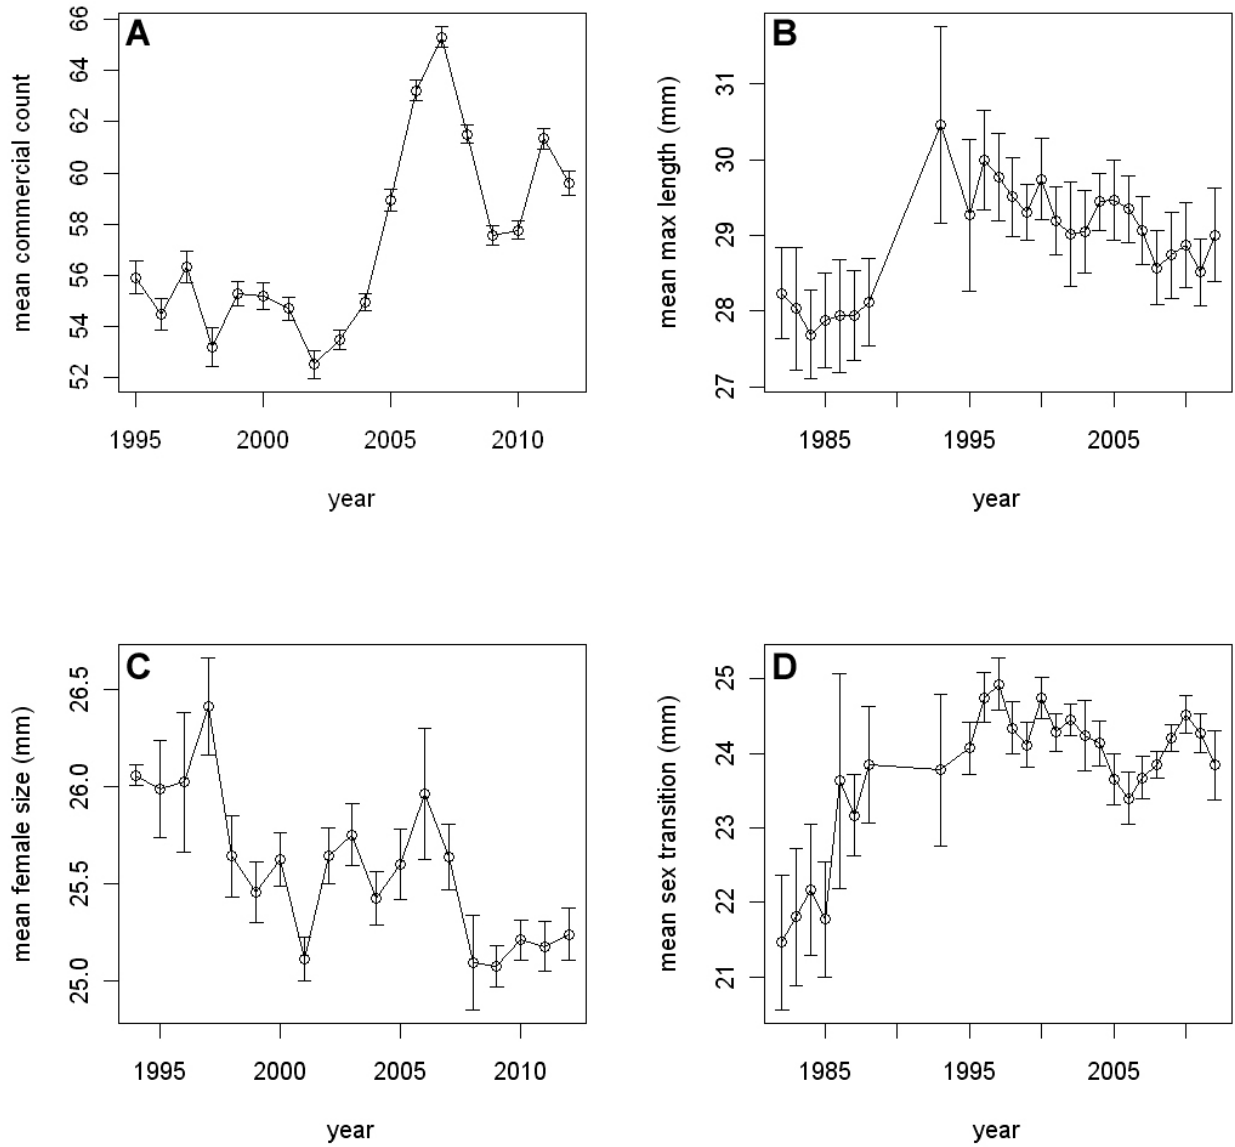 A
mean commercial count
66
64
62
60
58
56
54
52
1995 2000 2005 2010
year
B
mean max length (mm)
31
30
29
28
27
1985 1995 2005
year
C
mean female size (mm)
26.5
26.0
25.5
25.0
1995 2000 2005 2010
year
D
mean sex transition (mm)
25
24
23
22
21
1985 1995 2005
year